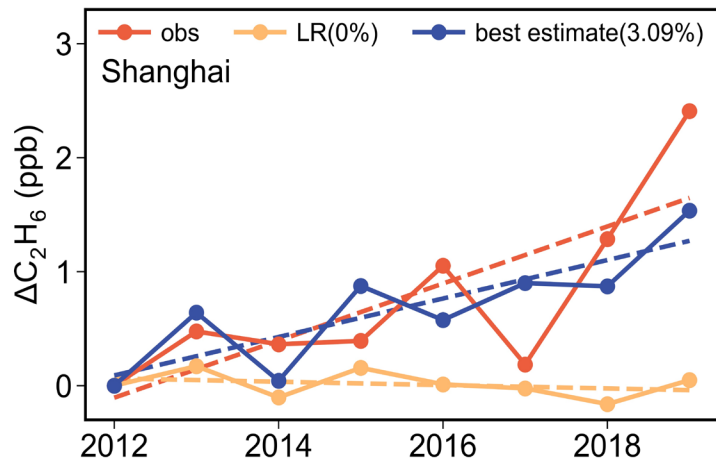 obs LR(0%) best estimate(3.09%)
Shanghai
ΔC₂H₆ (ppb)
3
2
1
0
2012 2014 2016 2018